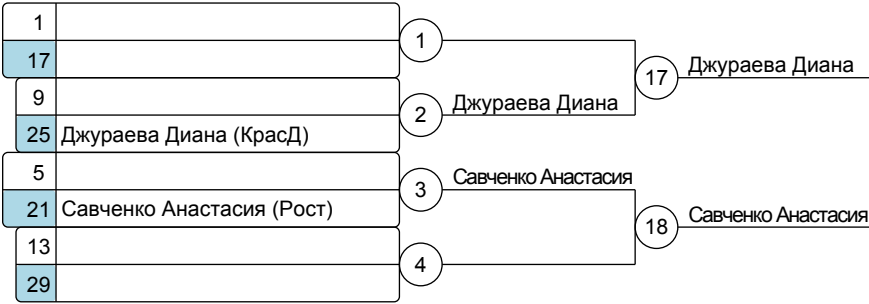 1
17
1
17 Джураева Диана
9
2 Джураева Диана
25 Джураева Диана (КрасД)
5
3 Савченко Анастасия
21 Савченко Анастасия (Рост)
18 Савченко Анастасия
13
4
29